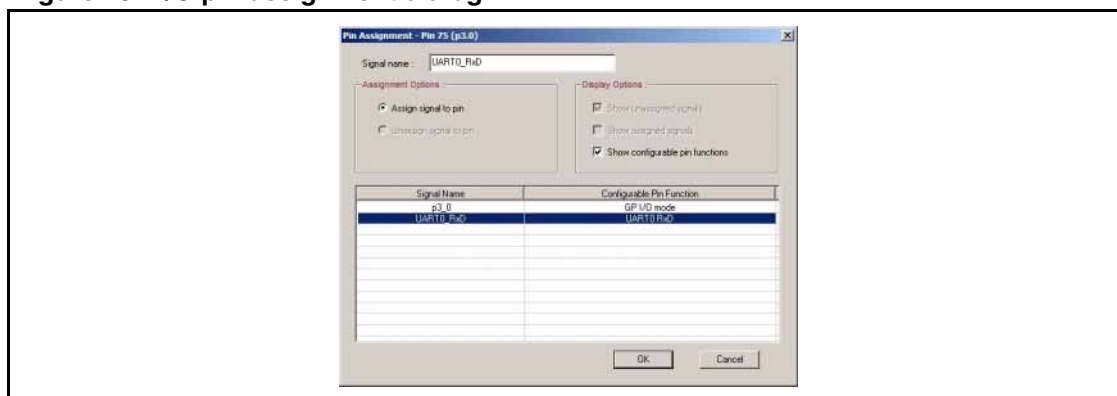 Pin Assignment - Pin 75 (p3.0)
Signal name : UART0_RxD
Assignment Options
Display Options
Assign signal to pin
Show unassigned signals
Unassign signal to pin
Show assigned signals
Show configurable pin functions
Signal Name Configurable Pin Function
p3_0 GP I/O mode
UART0_RxD UART0 RxD
OK Cancel